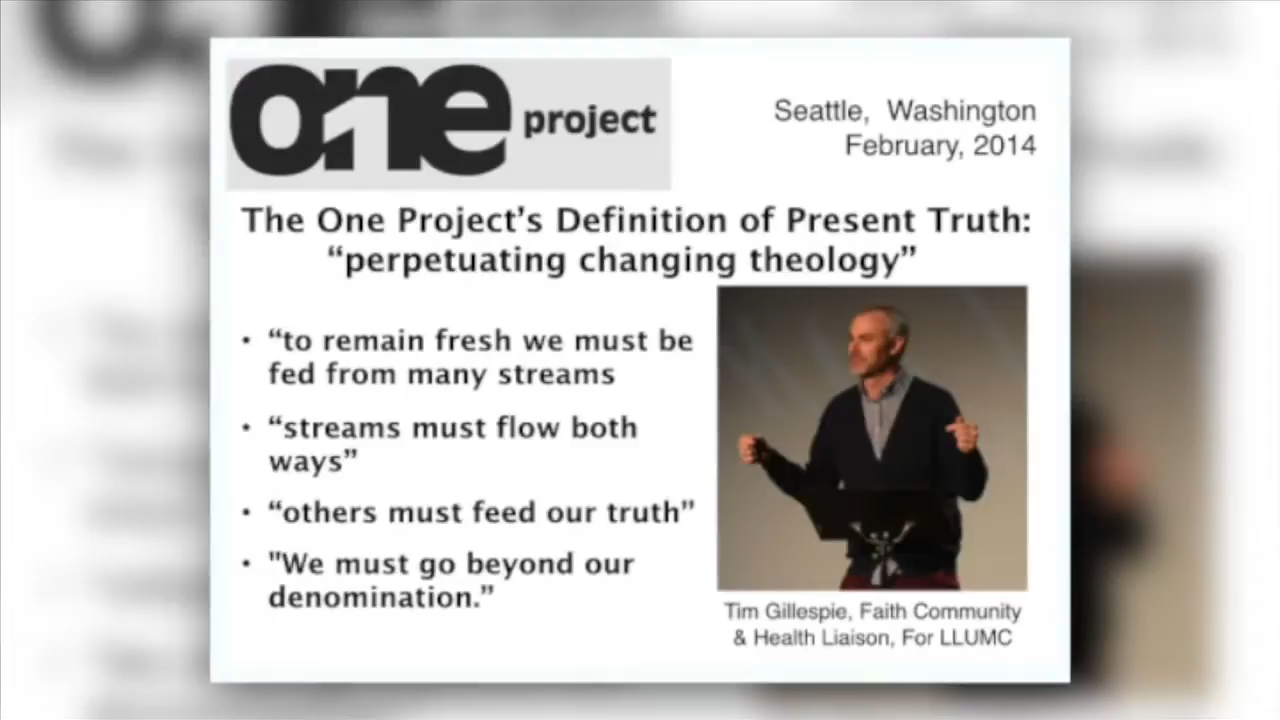 one project
Seattle, Washington
February, 2014
The One Project’s Definition of Present Truth:
“perpetuating changing theology”
• “to remain fresh we must be
fed from many streams
• “streams must flow both
ways”
• “others must feed our truth”
• "We must go beyond our
denomination.”
Tim Gillespie, Faith Community
& Health Liaison, For LLUMC